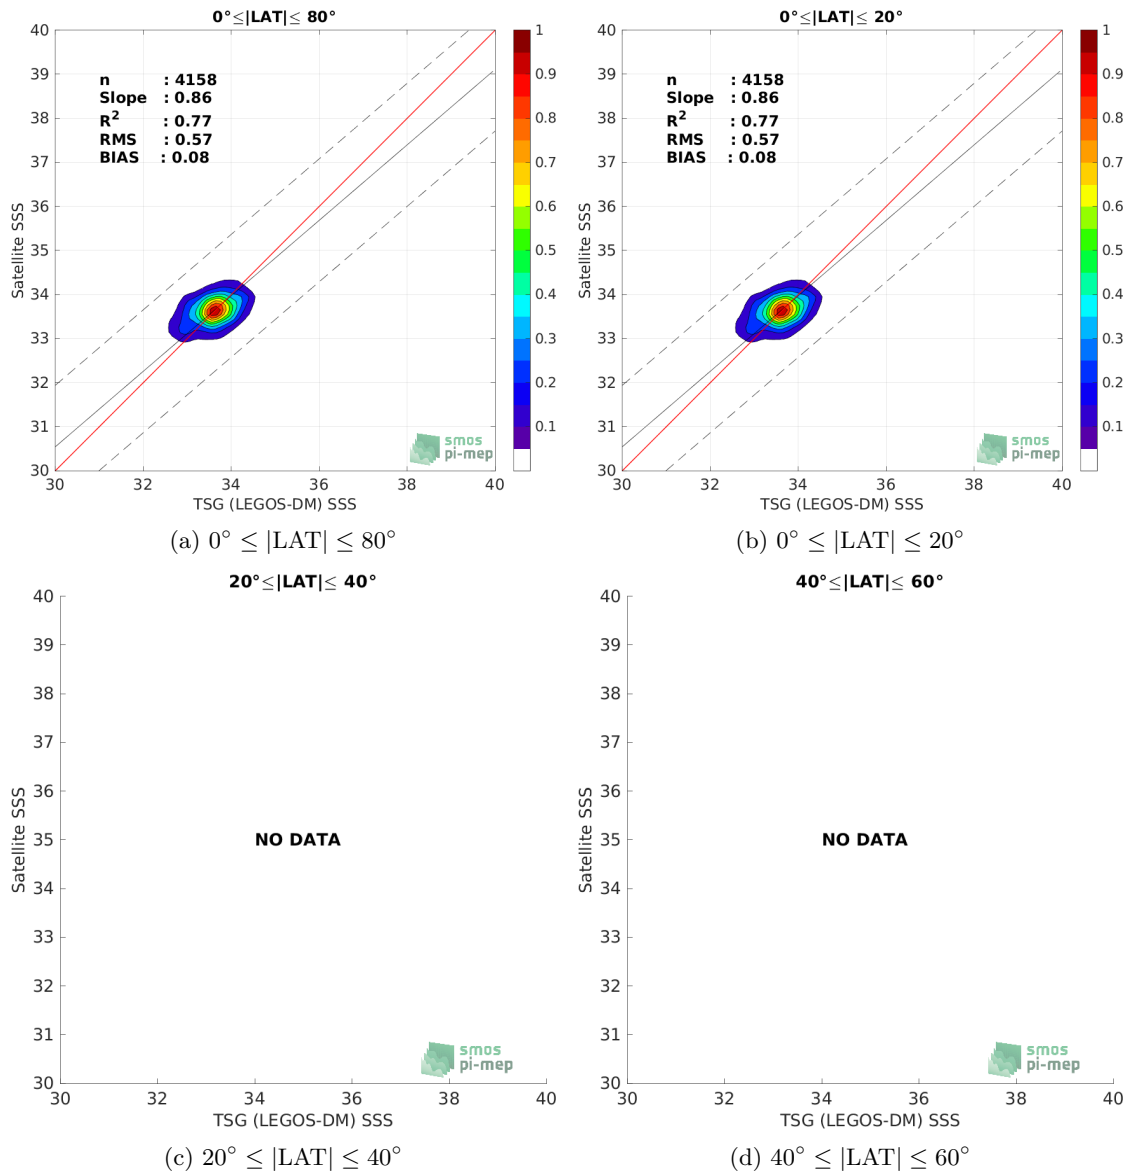 0°≤|LAT|≤ 80°
40
39
38
37
36
35
34
33
32
31
30
Satellite SSS
n : 4158
Slope : 0.86
R² : 0.77
RMS : 0.57
BIAS : 0.08
smos
pi-mep
30 32 34 36 38 40
TSG (LEGOS-DM) SSS
1
0.9
0.8
0.7
0.6
0.5
0.4
0.3
0.2
0.1
(a) 0° ≤ |LAT| ≤ 80°
0°≤|LAT|≤ 20°
40
39
38
37
36
35
34
33
32
31
30
Satellite SSS
n : 4158
Slope : 0.86
R² : 0.77
RMS : 0.57
BIAS : 0.08
smos
pi-mep
30 32 34 36 38 40
TSG (LEGOS-DM) SSS
1
0.9
0.8
0.7
0.6
0.5
0.4
0.3
0.2
0.1
(b) 0° ≤ |LAT| ≤ 20°
20°≤|LAT|≤ 40°
40
39
38
37
36
35
34
33
32
31
30
Satellite SSS
NO DATA
smos
pi-mep
30 32 34 36 38 40
TSG (LEGOS-DM) SSS
(c) 20° ≤ |LAT| ≤ 40°
40°≤|LAT|≤ 60°
40
39
38
37
36
35
34
33
32
31
30
Satellite SSS
NO DATA
smos
pi-mep
30 32 34 36 38 40
TSG (LEGOS-DM) SSS
(d) 40° ≤ |LAT| ≤ 60°